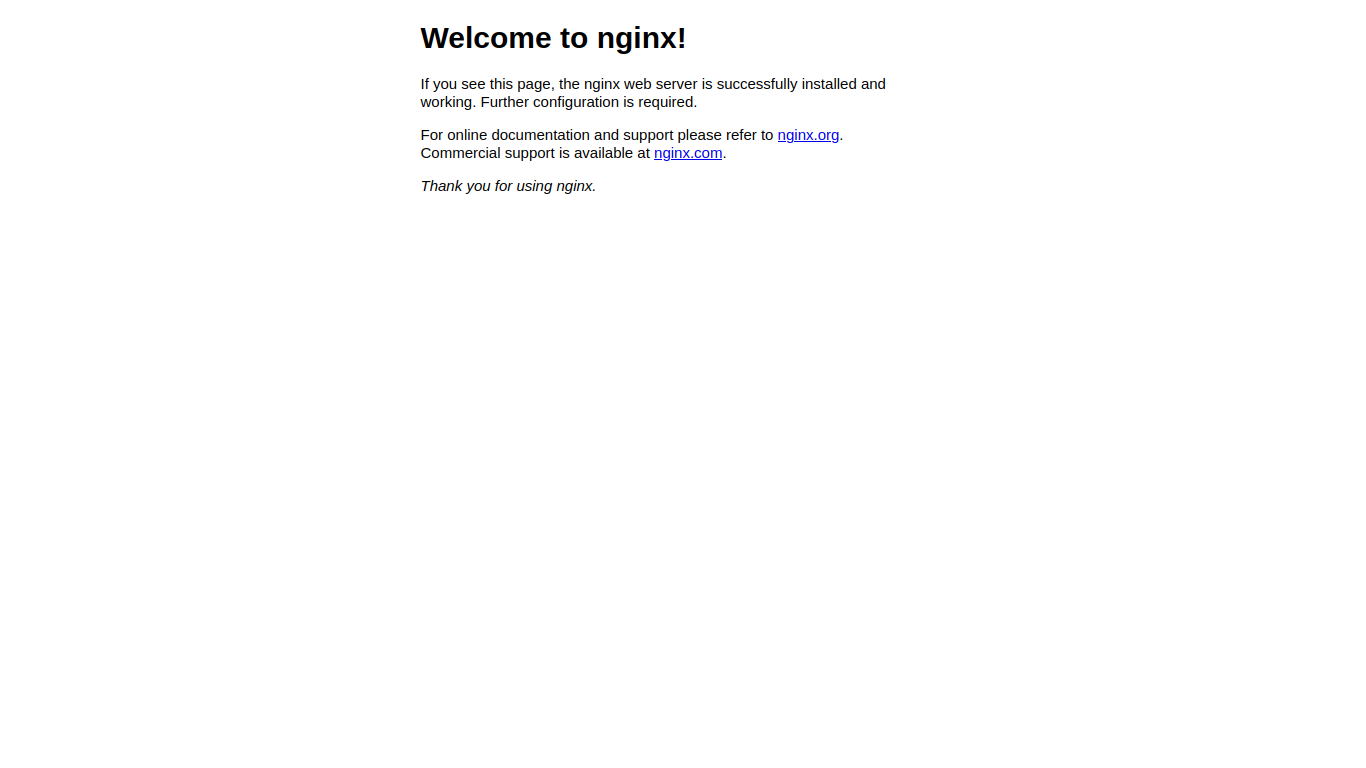 Welcome to nginx!
If you see this page, the nginx web server is successfully installed and
working. Further configuration is required.
For online documentation and support please refer to nginx.org.
Commercial support is available at nginx.com.
Thank you for using nginx.